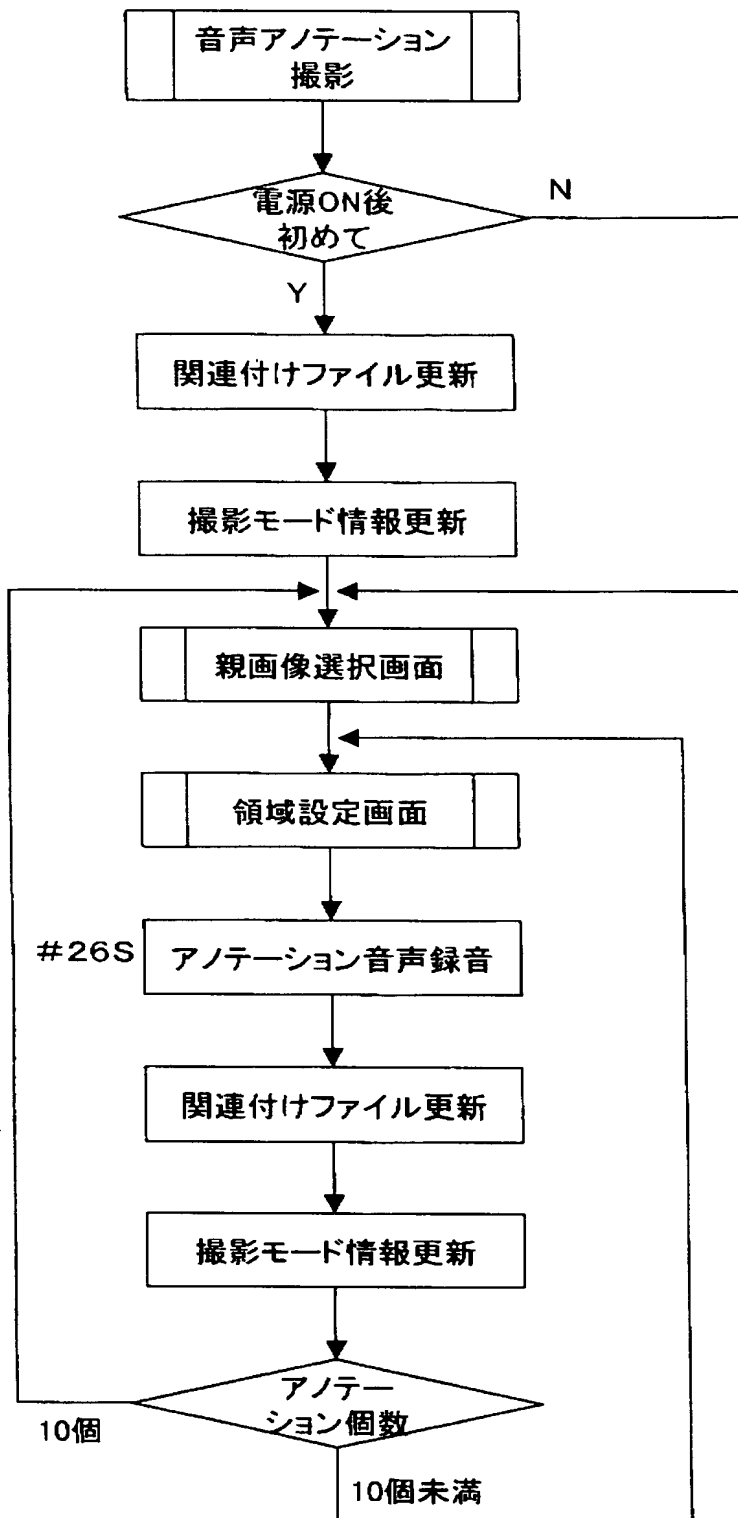 音声アノテーション
撮影
電源ON後
初めて
N
Y
関連付けファイル更新
撮影モード情報更新
親画像選択画面
領域設定画面
#26S
アノテーション音声録音
関連付けファイル更新
撮影モード情報更新
アノテー
ション個数
10個
10個未満